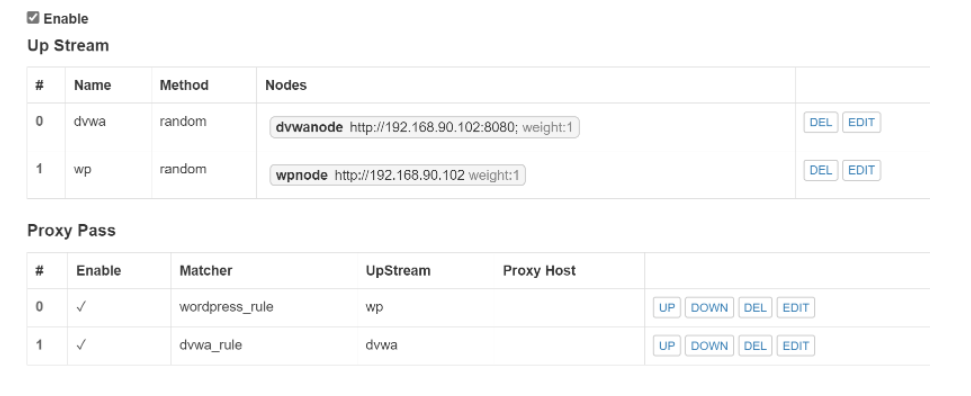 Enable
Up Stream
# Name Method Nodes
0 dvwa random dvwanode http://192.168.90.102:8080; weight:1 DEL EDIT
1 wp random wpnode http://192.168.90.102 weight:1 DEL EDIT
Proxy Pass
# Enable Matcher UpStream Proxy Host
0 √ wordpress_rule wp UP DOWN DEL EDIT
1 √ dvwa_rule dvwa UP DOWN DEL EDIT